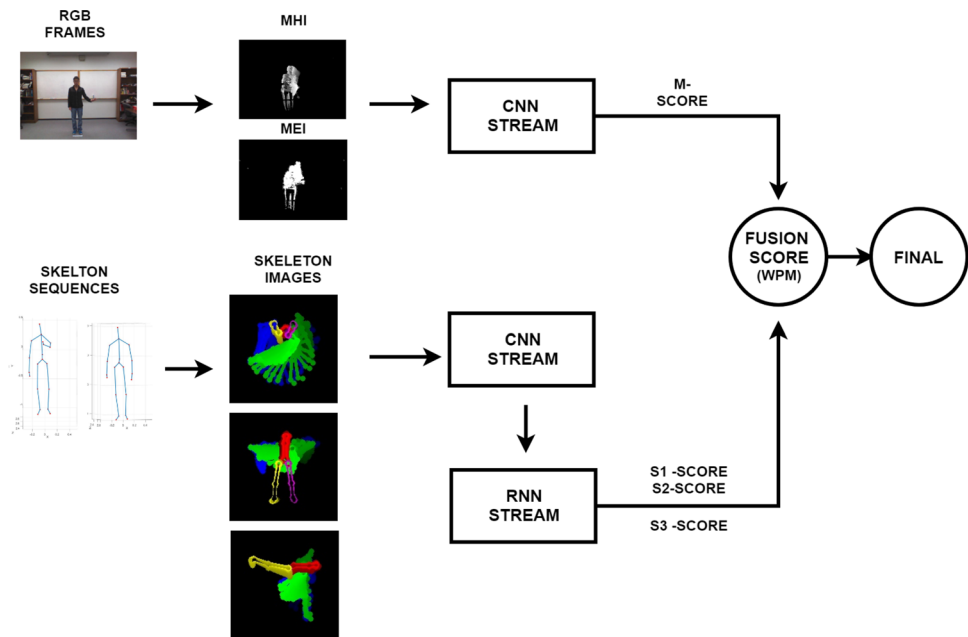 RGB
FRAMES
MHI
MEI
CNN
STREAM
M-
SCORE
FUSION
SCORE
(WPM)
FINAL
SKELTON
SEQUENCES
SKELETON
IMAGES
CNN
STREAM
RNN
STREAM
S1 -SCORE
S2-SCORE
S3 -SCORE